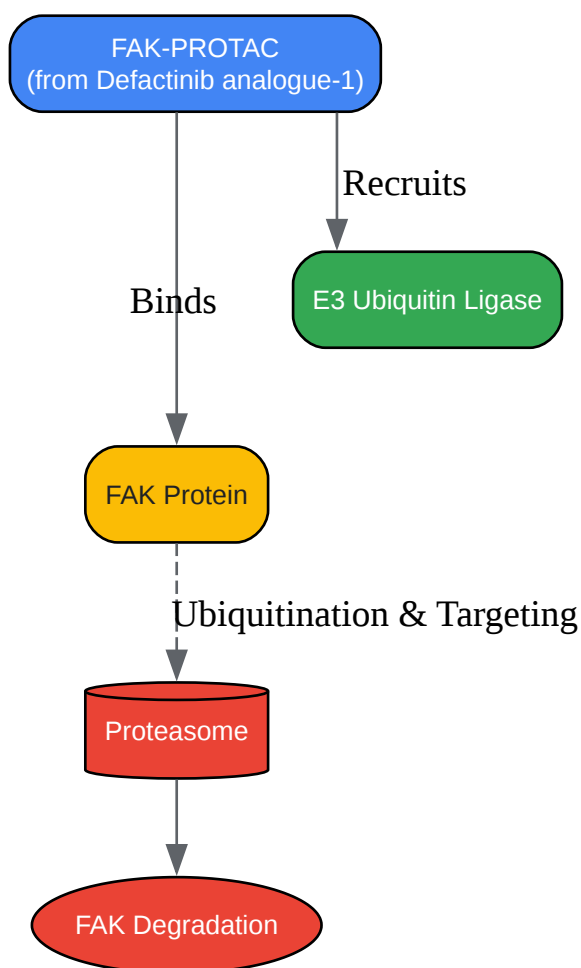 FAK-PROTAC
(from Defactinib analogue-1)
Recruits
E3 Ubiquitin Ligase
Binds
FAK Protein
Ubiquitination & Targeting
Proteasome
FAK Degradation